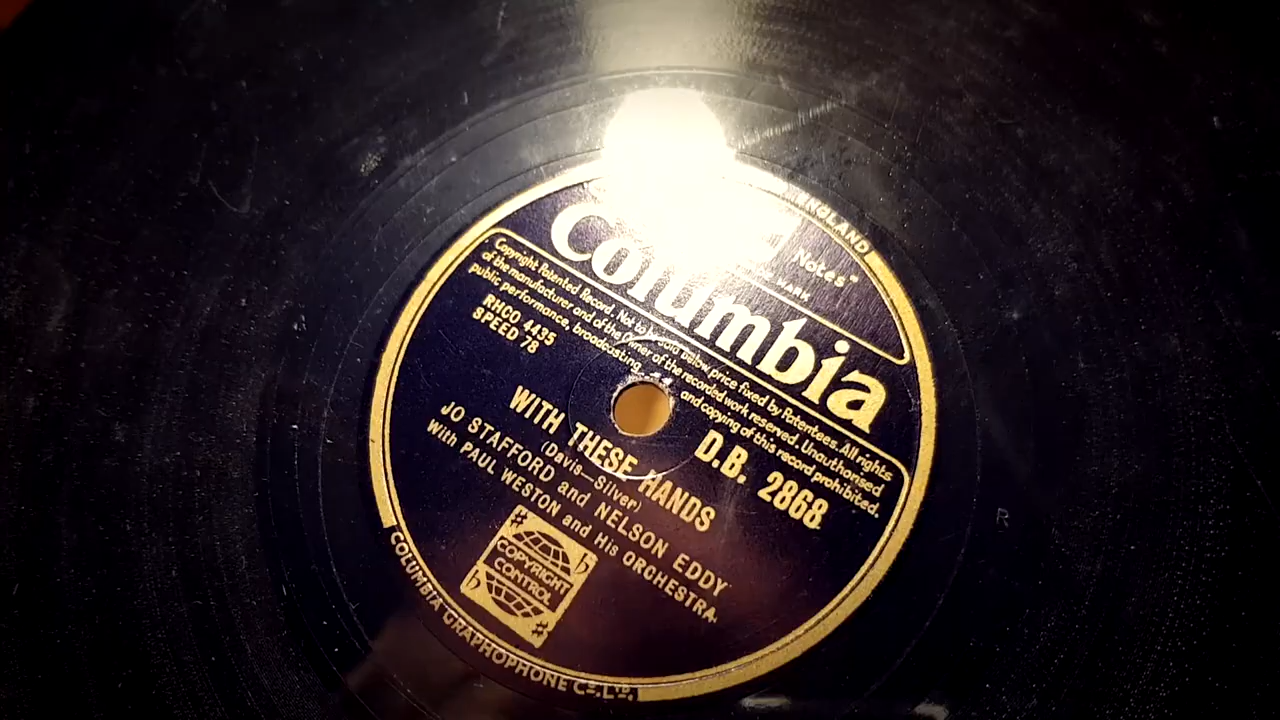 ENGLAND
Notes"
MARK
Columbia
Copyright Patented Record. Not to be sold below price fixed by Patentees. All rights
of the manufacturer and of the Owner of the recorded work reserved. Unauthorised
public performance, broadcasting and copying of this record prohibited.
RHCO 4435
SPEED 78
D.B. 2868
WITH THESE HANDS
(Davis—Silver)
JO STAFFORD and NELSON EDDY
With PAUL WESTON and His ORCHESTRA.
COPYRIGHT
CONTROL
COLUMBIA GRAPHOPHONE Co. LTD.
R